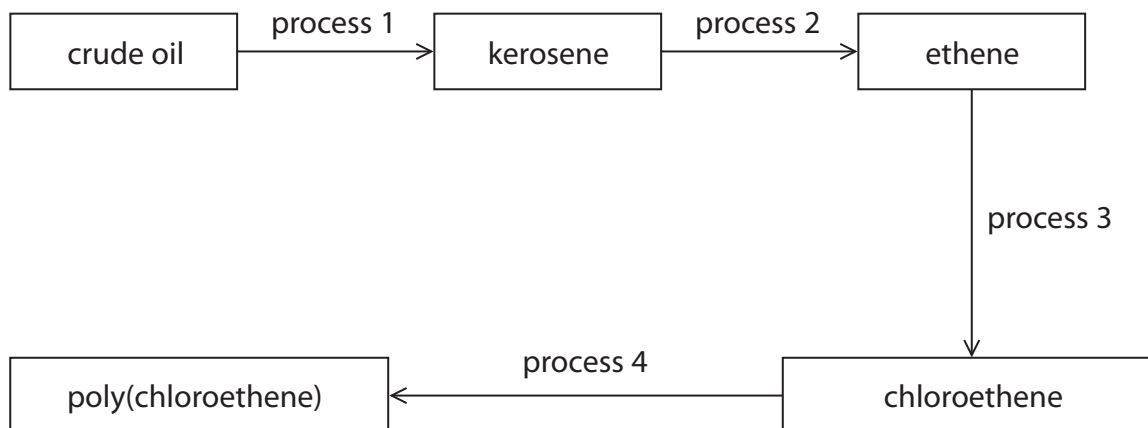 process 1
process 2
crude oil
kerosene
ethene
process 3
process 4
poly(chloroethene)
chloroethene